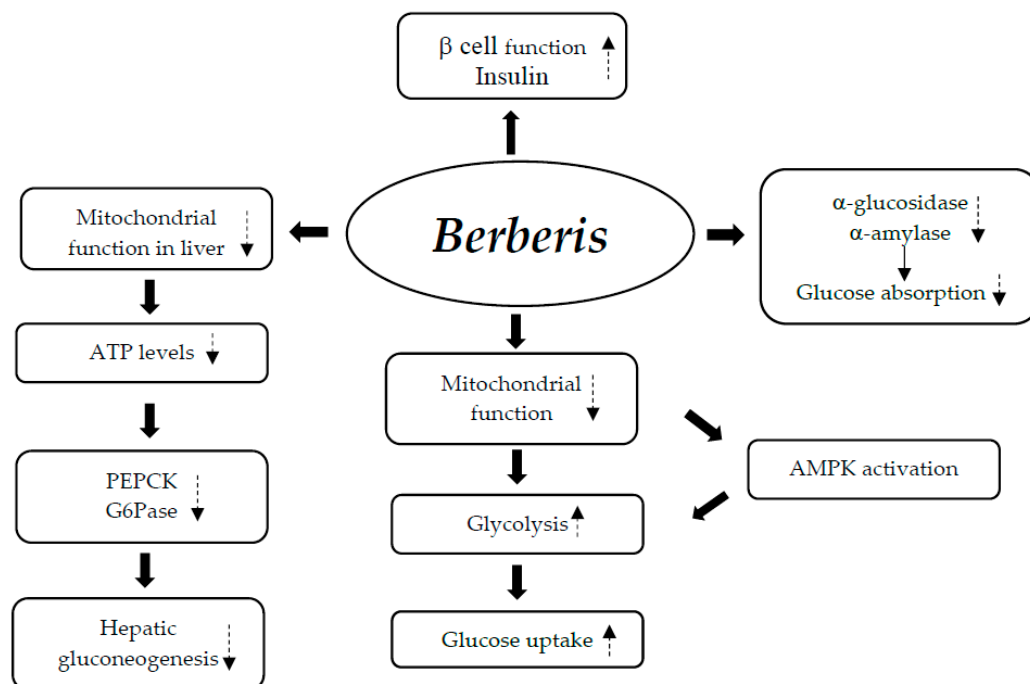 β cell function
Insulin
Berberis
Mitochondrial
function in liver
ATP levels
PEPCK
G6Pase
Hepatic
gluconeogenesis
Mitochondrial
function
Glycolysis
Glucose uptake
AMPK activation
α-glucosidase
α-amylase
Glucose absorption